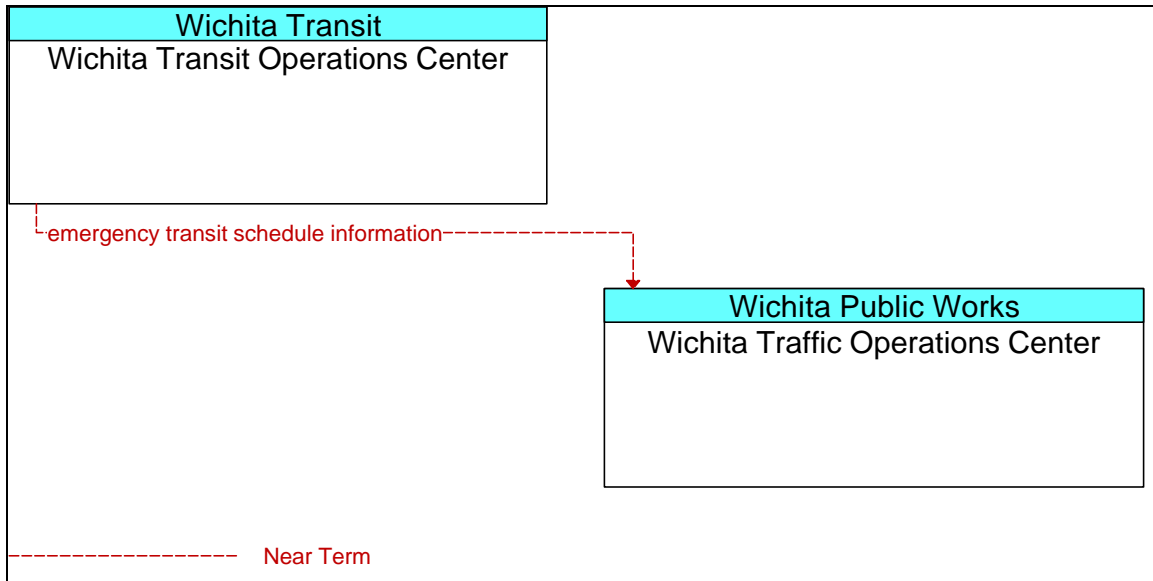 Wichita Transit
Wichita Transit Operations Center
emergency transit schedule information
Wichita Public Works
Wichita Traffic Operations Center
Near Term